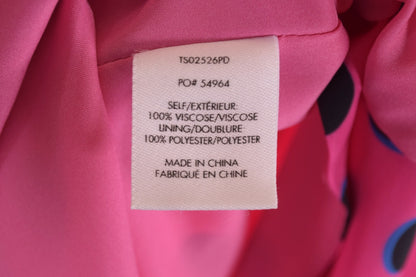 TS02526PD
PO# 54964
SELF/EXTÉRIEUR:
100% VISCOSE/VISCOSE
LINING/DOUBLURE
100% POLYESTER/POLYESTER
MADE IN CHINA
FABRIQUÉ EN CHINE